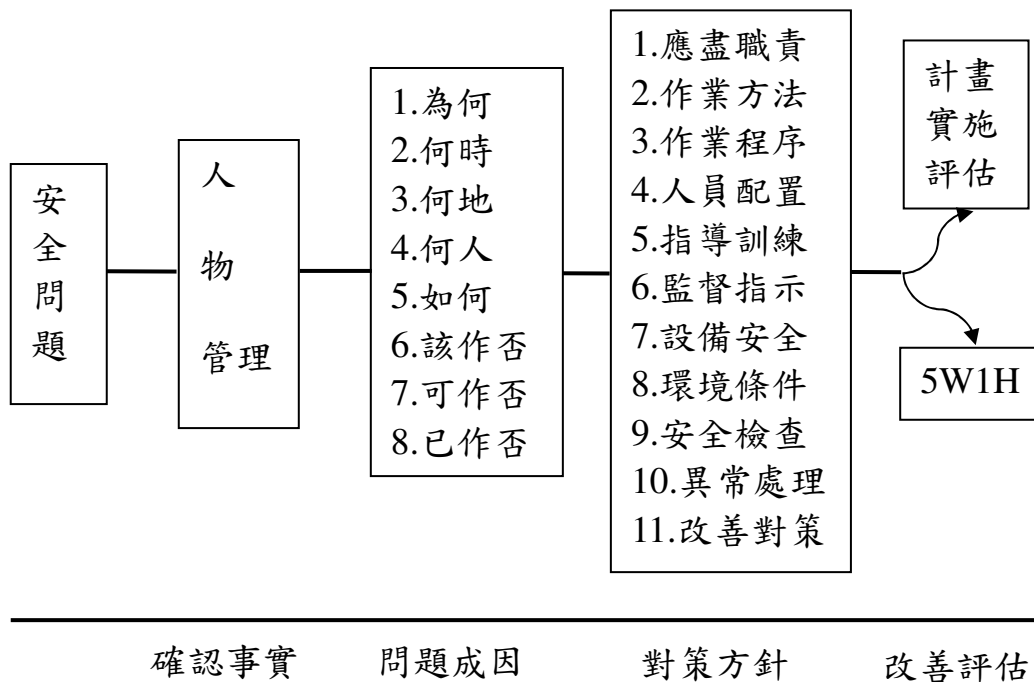 安全問題
人
物
管理
1.為何
2.何時
3.何地
4.何人
5.如何
6.該作否
7.可作否
8.已作否
1.應盡職責
2.作業方法
3.作業程序
4.人員配置
5.指導訓練
6.監督指示
7.設備安全
8.環境條件
9.安全檢查
10.異常處理
11.改善對策
計畫
實施
評估
5W1H
確認事實
問題成因
對策方針
改善評估